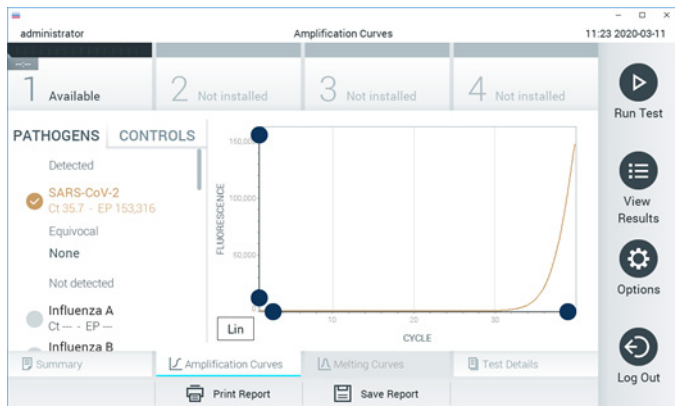 administrator
Amplification Curves
11:23 2020-03-11
1 Available
2 Not installed
3 Not installed
4 Not installed
Run Test
PATHOGENS CONTROLS
Detected
SARS-CoV-2
Ct 35.7 - EP 153,316
Equivocal
None
Not detected
Influenza A
Ct --- - EP ---
Influenza B
150,000
100,000
50,000
0
FLUORESCENCE
10 20 30
CYCLE
Lin
View
Results
Options
Log Out
Summary
Amplification Curves
Melting Curves
Test Details
Print Report
Save Report